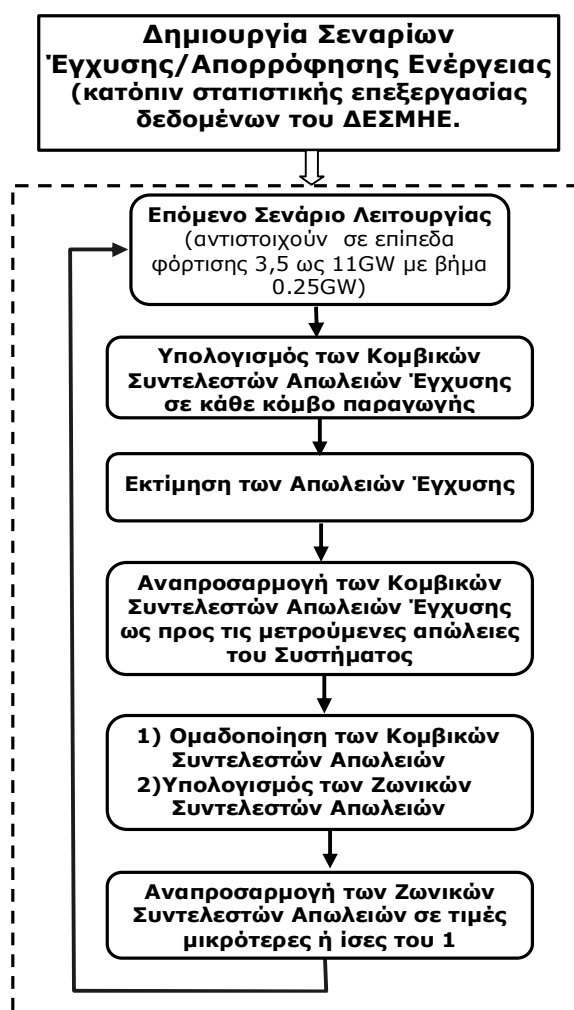 Δημιουργία Σεναρίων
Έγχυσης/Απορρόφησης Ενέργειας
(κατόπιν στατιστικής επεξεργασίας
δεδομένων του ΔΕΣΜΗΕ.
Επόμενο Σενάριο Λειτουργίας
(αντιστοιχούν σε επίπεδα
φόρτισης 3,5 ως 11GW με βήμα
0.25GW)
Υπολογισμός των Κομβικών
Συντελεστών Απωλειών Έγχυσης
σε κάθε κόμβο παραγωγής
Εκτίμηση των Απωλειών Έγχυσης
Αναπροσαρμογή των Κομβικών
Συντελεστών Απωλειών Έγχυσης
ως προς τις μετρούμενες απώλειες
του Συστήματος
1) Ομαδοποίηση των Κομβικών
Συντελεστών Απωλειών
2)Υπολογισμός των Ζωνικών
Συντελεστών Απωλειών
Αναπροσαρμογή των Ζωνικών
Συντελεστών Απωλειών σε τιμές
μικρότερες ή ίσες του 1